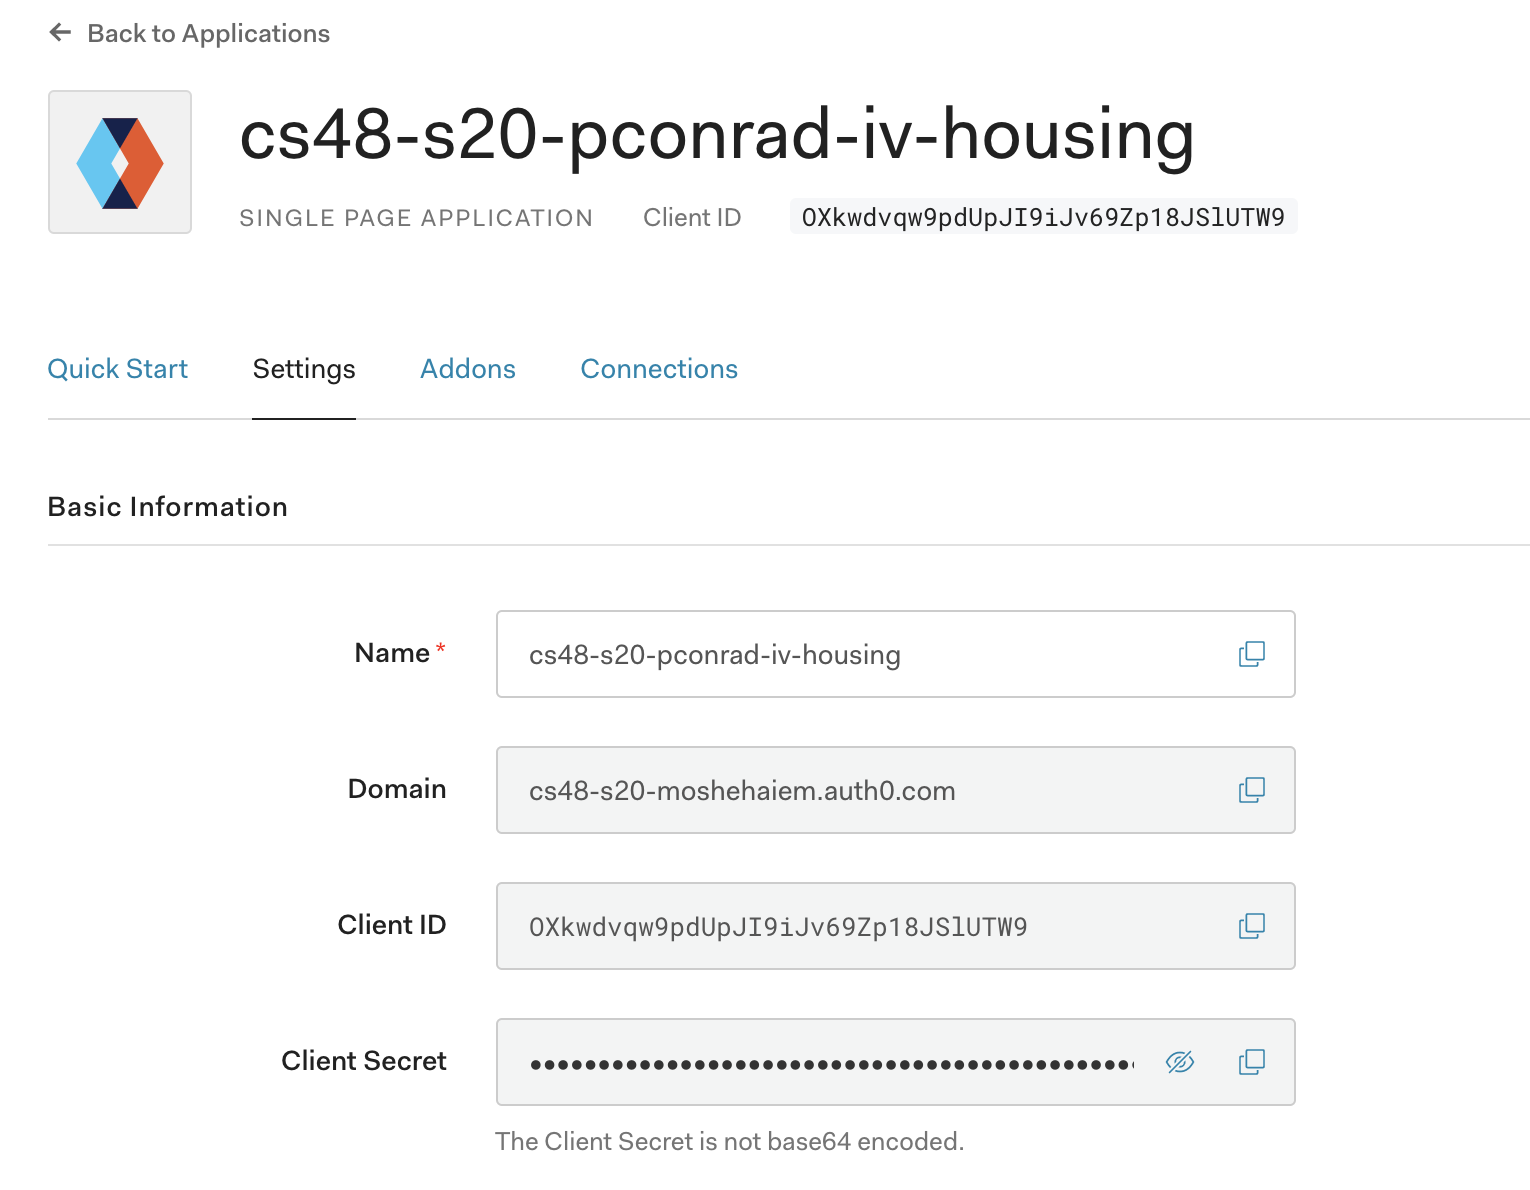 Back to Applications
cs48-s20-pconrad-iv-housing
SINGLE PAGE APPLICATION Client ID OXkwdvqw9pdUpJI9iJv69Zp18JSlUTW9
Quick Start Settings Addons Connections
Basic Information
Name * cs48-s20-pconrad-iv-housing
Domain cs48-s20-moshehaiem.auth0.com
Client ID OXkwdvqw9pdUpJI9iJv69Zp18JSlUTW9
Client Secret
The Client Secret is not base64 encoded.